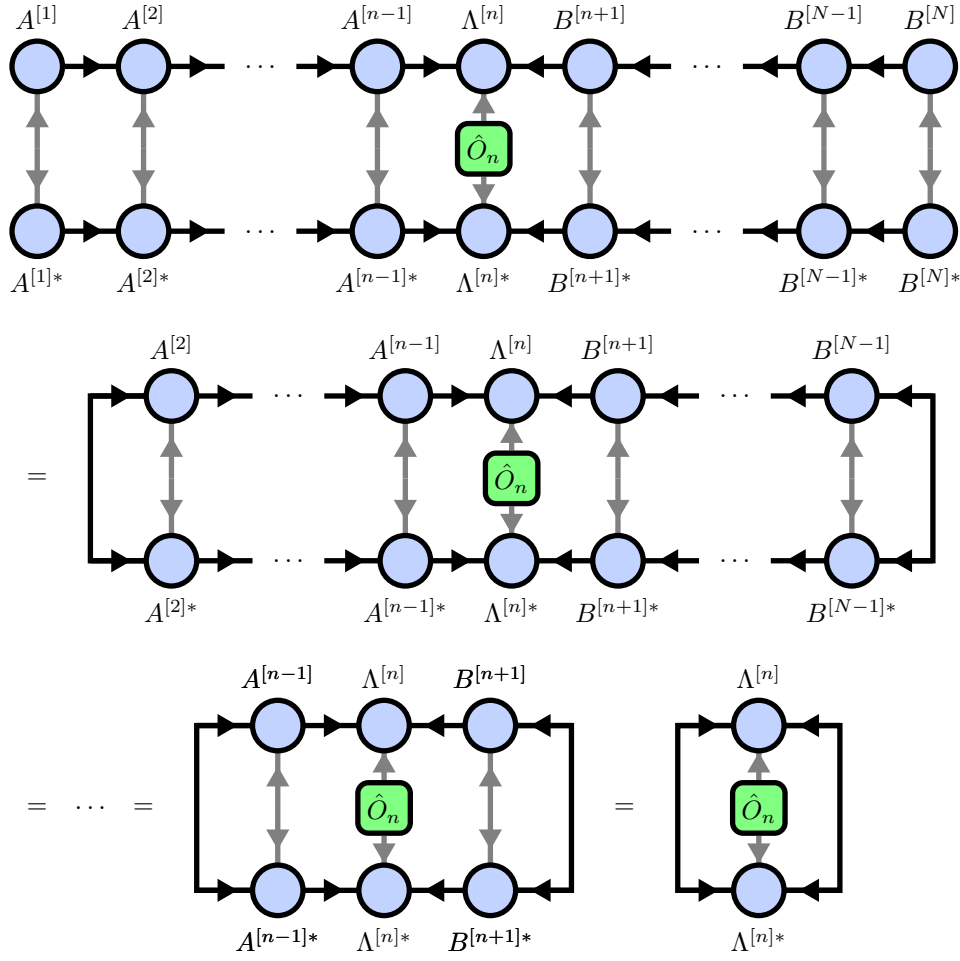 A^{[1]} A^{[2]} A^{[n-1]} Λ^{[n]} B^{[n+1]} B^{[N-1]} B^{[N]}
··· ···
Ô_n
··· ···
A^{[1]*} A^{[2]*} A^{[n-1]*} Λ^{[n]*} B^{[n+1]*} B^{[N-1]*} B^{[N]*}
A^{[2]} A^{[n-1]} Λ^{[n]} B^{[n+1]} B^{[N-1]}
··· ···
= Ô_n
··· ···
A^{[2]*} A^{[n-1]*} Λ^{[n]*} B^{[n+1]*} B^{[N-1]*}
A^{[n-1]} Λ^{[n]} B^{[n+1]} Λ^{[n]}
= ··· = Ô_n = Ô_n
A^{[n-1]*} Λ^{[n]*} B^{[n+1]*} Λ^{[n]*}